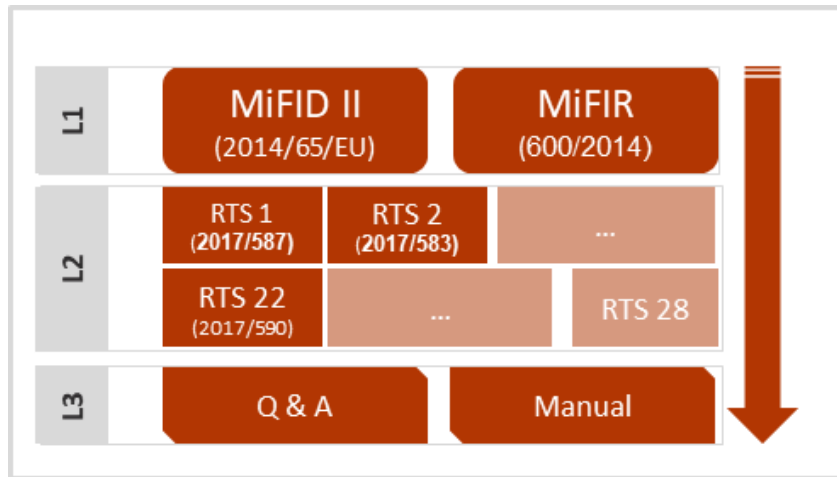 L1
MiFID II
(2014/65/EU)
MiFIR
(600/2014)
L2
RTS 1
(2017/587)
RTS 2
(2017/583)
...
RTS 22
(2017/590)
...
RTS 28
L3
Q & A
Manual